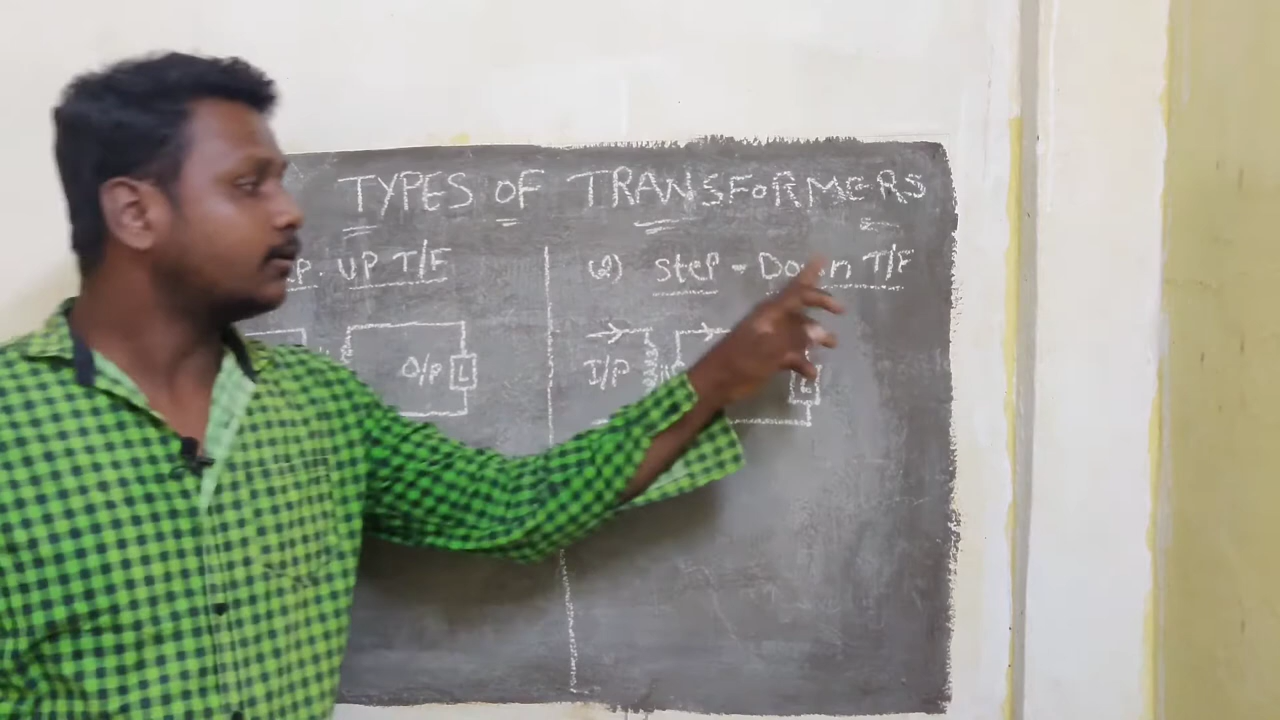 TYPES OF TRANSFORMERS
UP T/F
2) Step - Down T/F
O/P L
I/P L